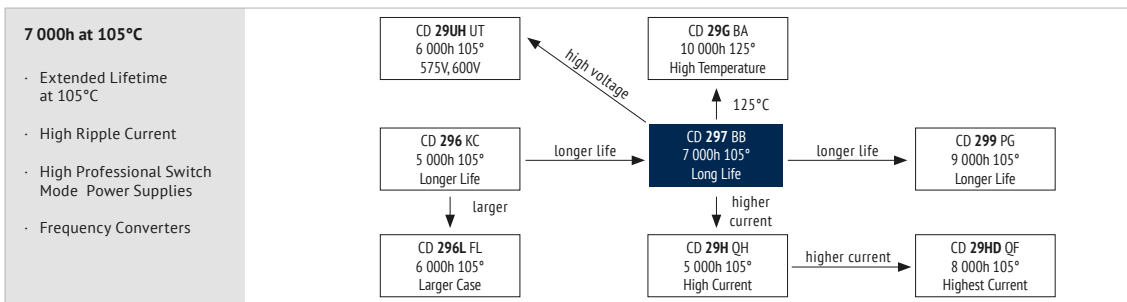 7 000h at 105°C
· Extended Lifetime
at 105°C
· High Ripple Current
· High Professional Switch
Mode Power Supplies
· Frequency Converters
CD 29UH UT
6 000h 105°
575V, 600V
CD 29G BA
10 000h 125°
High Temperature
high voltage
125°C
CD 296 KC
5 000h 105°
Longer Life
longer life
CD 297 BB
7 000h 105°
Long Life
longer life
CD 299 PG
9 000h 105°
Longer Life
larger
higher
current
CD 296L FL
6 000h 105°
Larger Case
CD 29H QH
5 000h 105°
High Current
higher current
CD 29HD QF
8 000h 105°
Highest Current